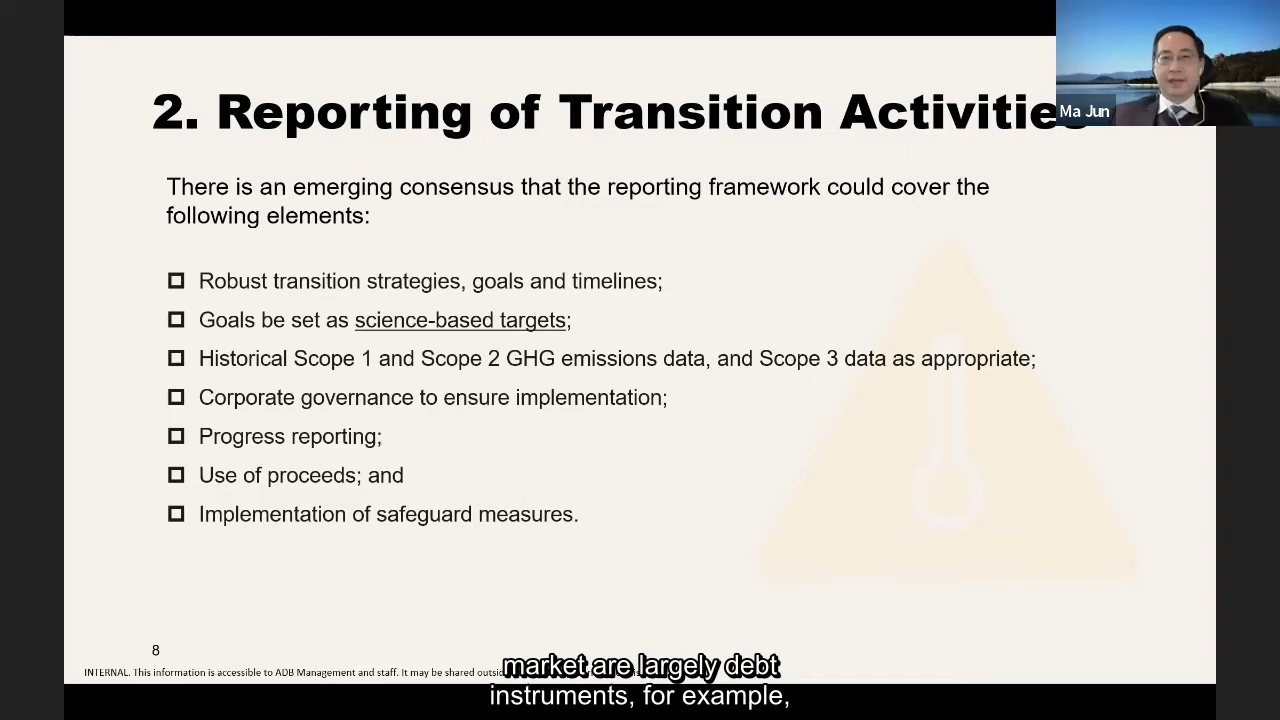 2. Reporting of Transition Activities
Ma Jun
There is an emerging consensus that the reporting framework could cover the
following elements:
Robust transition strategies, goals and timelines;
Goals be set as science-based targets;
Historical Scope 1 and Scope 2 GHG emissions data, and Scope 3 data as appropriate;
Corporate governance to ensure implementation;
Progress reporting;
Use of proceeds; and
Implementation of safeguard measures.
8
INTERNAL. This information is accessible to ADB Management and staff. It may be shared
market are largely debt
instruments, for example,